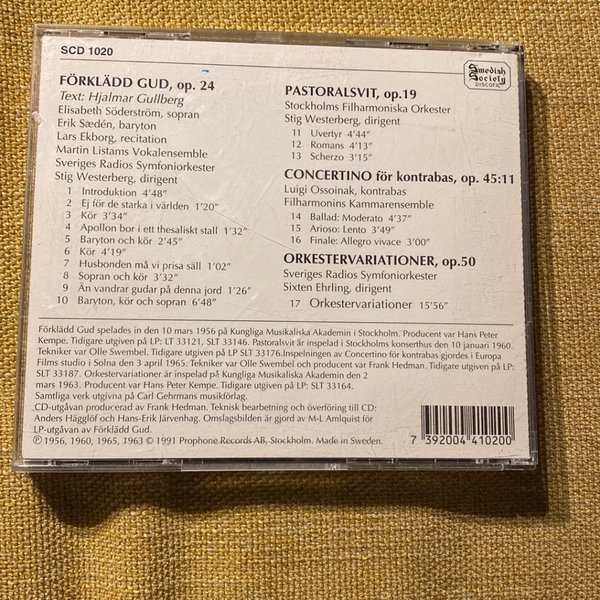 SCD 1020
Swedish
Society
DISCOFIL
FÖRKLÄDD GUD, op. 24
Text: Hjalmar Gullberg
Elisabeth Söderström, sopran
Erik Sædén, baryton
Lars Ekborg, recitation
Martin Listams Vokalensemble
Sveriges Radios Symfoniorkester
Stig Westerberg, dirigent
1 Introduktion 4’48”
2 Ej för de starka i världen 1’20”
3 Kör 3’34”
4 Apollon bor i ett thesaliskt stall 1’32”
5 Baryton och kör 2’45”
6 Kör 4’19”
7 Husbonden må vi prisa säll 1’02”
8 Sopran och kör 3’32”
9 Än vandrar gudar på denna jord 1’26”
10 Baryton, kör och sopran 6’48”
PASTORALSVIT, op.19
Stockholms Filharmoniska Orkester
Stig Westerberg, dirigent
11 Uvertyr 4’44”
12 Romans 4’13”
13 Scherzo 3’15”
CONCERTINO för kontrabas, op. 45:11
Luigi Ossoinak, kontrabas
Filharmonins Kammarensemble
14 Ballad: Moderato 4’37”
15 Arioso: Lento 3’49”
16 Finale: Allegro vivace 3’00”
ORKESTERVARIATIONER, op.50
Sveriges Radios Symfoniorkester
Sixten Ehrling, dirigent
17 Orkestervariationer 15’56”
Förklädd Gud spelades in den 10 mars 1956 på Kungliga Musikaliska Akademin i Stockholm. Producent var Hans Peter
Kempe. Tidigare utgiven på LP: LT 33121, SLT 33146. Pastoralsvit är inspelad i Stockholms konserthus den 10 januari 1960.
Tekniker var Olle Swembel. Tidigare utgiven på LP SLT 33176.Inspelningen av Concertino för kontrabas gjordes i Europa
Films studio i Solna den 3 april 1965. Tekniker var Olle Swembel och producent var Frank Hedman. Tidigare utgiven på LP:
SLT 33187. Orkestervariationer är inspelad på Kungliga Musikaliska Akademien den 2
mars 1963. Producent var Hans Peter Kempe. Tidigare utgiven på LP: SLT 33164.
Samtliga verk utgivna på Carl Gehrmans musikförlag.
CD-utgåvan producerad av Frank Hedman. Teknisk bearbetning och överföring till CD:
Anders Hägglöf och Hans-Erik Järvenhag. Omslagsbilden är gjord av M-L Amlquist för
LP-utgåvan av Förklädd Gud.
℗ 1956, 1960, 1965, 1963 © 1991 Prophone Records AB, Stockholm. Made in Sweden.
7 392004 410200